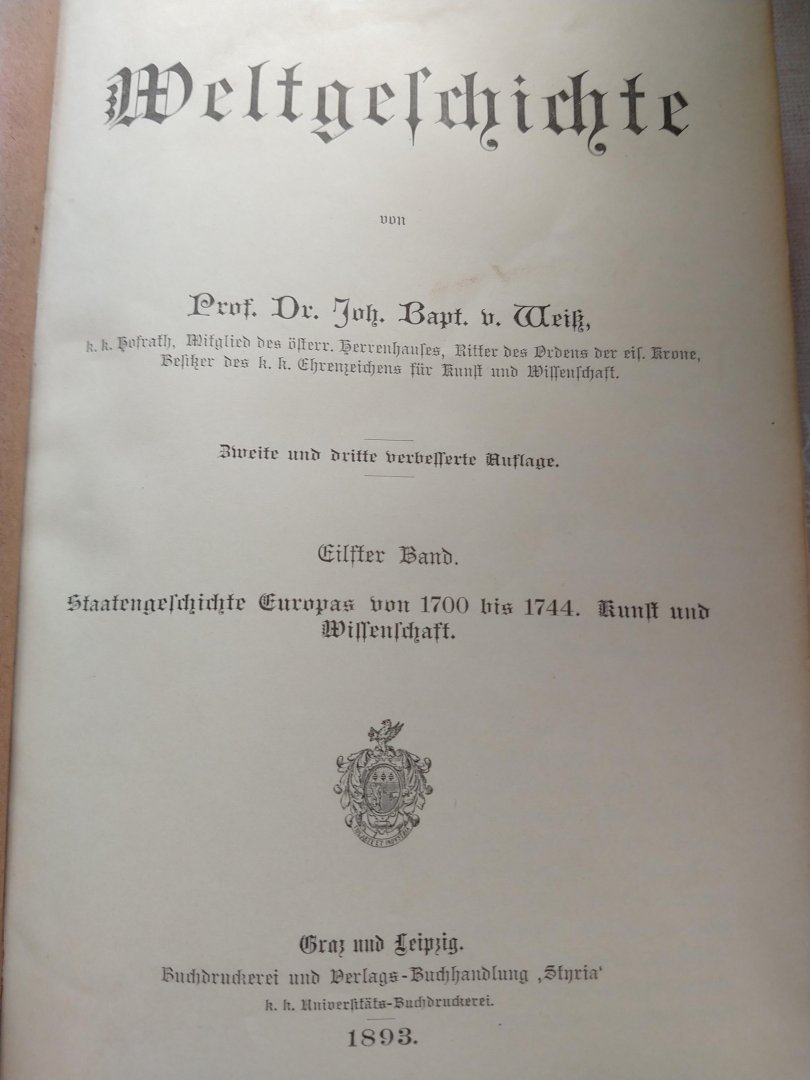 Weltgeschichte
von
Prof. Dr. Joh. Bapt. v. Weiß,
k. k. Hofrath, Mitglied des österr. Herrenhauses, Ritter des Ordens der eis. Krone,
Besitzer des k. k. Ehrenzeichens für Kunst und Wissenschaft.
Zweite und dritte verbesserte Auflage.
Eilfter Band.
Staatengeschichte Europas von 1700 bis 1744. Kunst und
Wissenschaft.
ET INDVSTRIA
Graz und Leipzig.
Buchdruckerei und Verlags-Buchhandlung ‚Styria‘
k. k. Universitäts-Buchdruckerei.
1893.